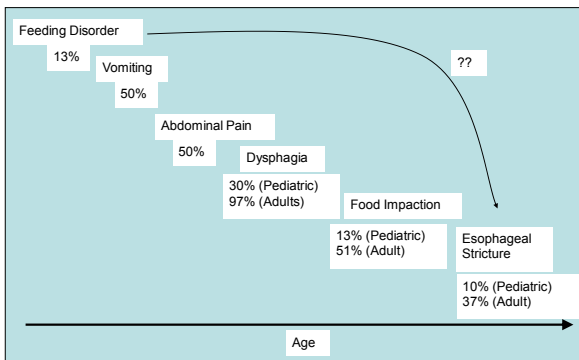 Feeding Disorder
13%
??
Vomiting
50%
Abdominal Pain
50%
Dysphagia
30% (Pediatric)
97% (Adults)
Food Impaction
13% (Pediatric)
51% (Adult)
Esophageal
Stricture
10% (Pediatric)
37% (Adult)
Age